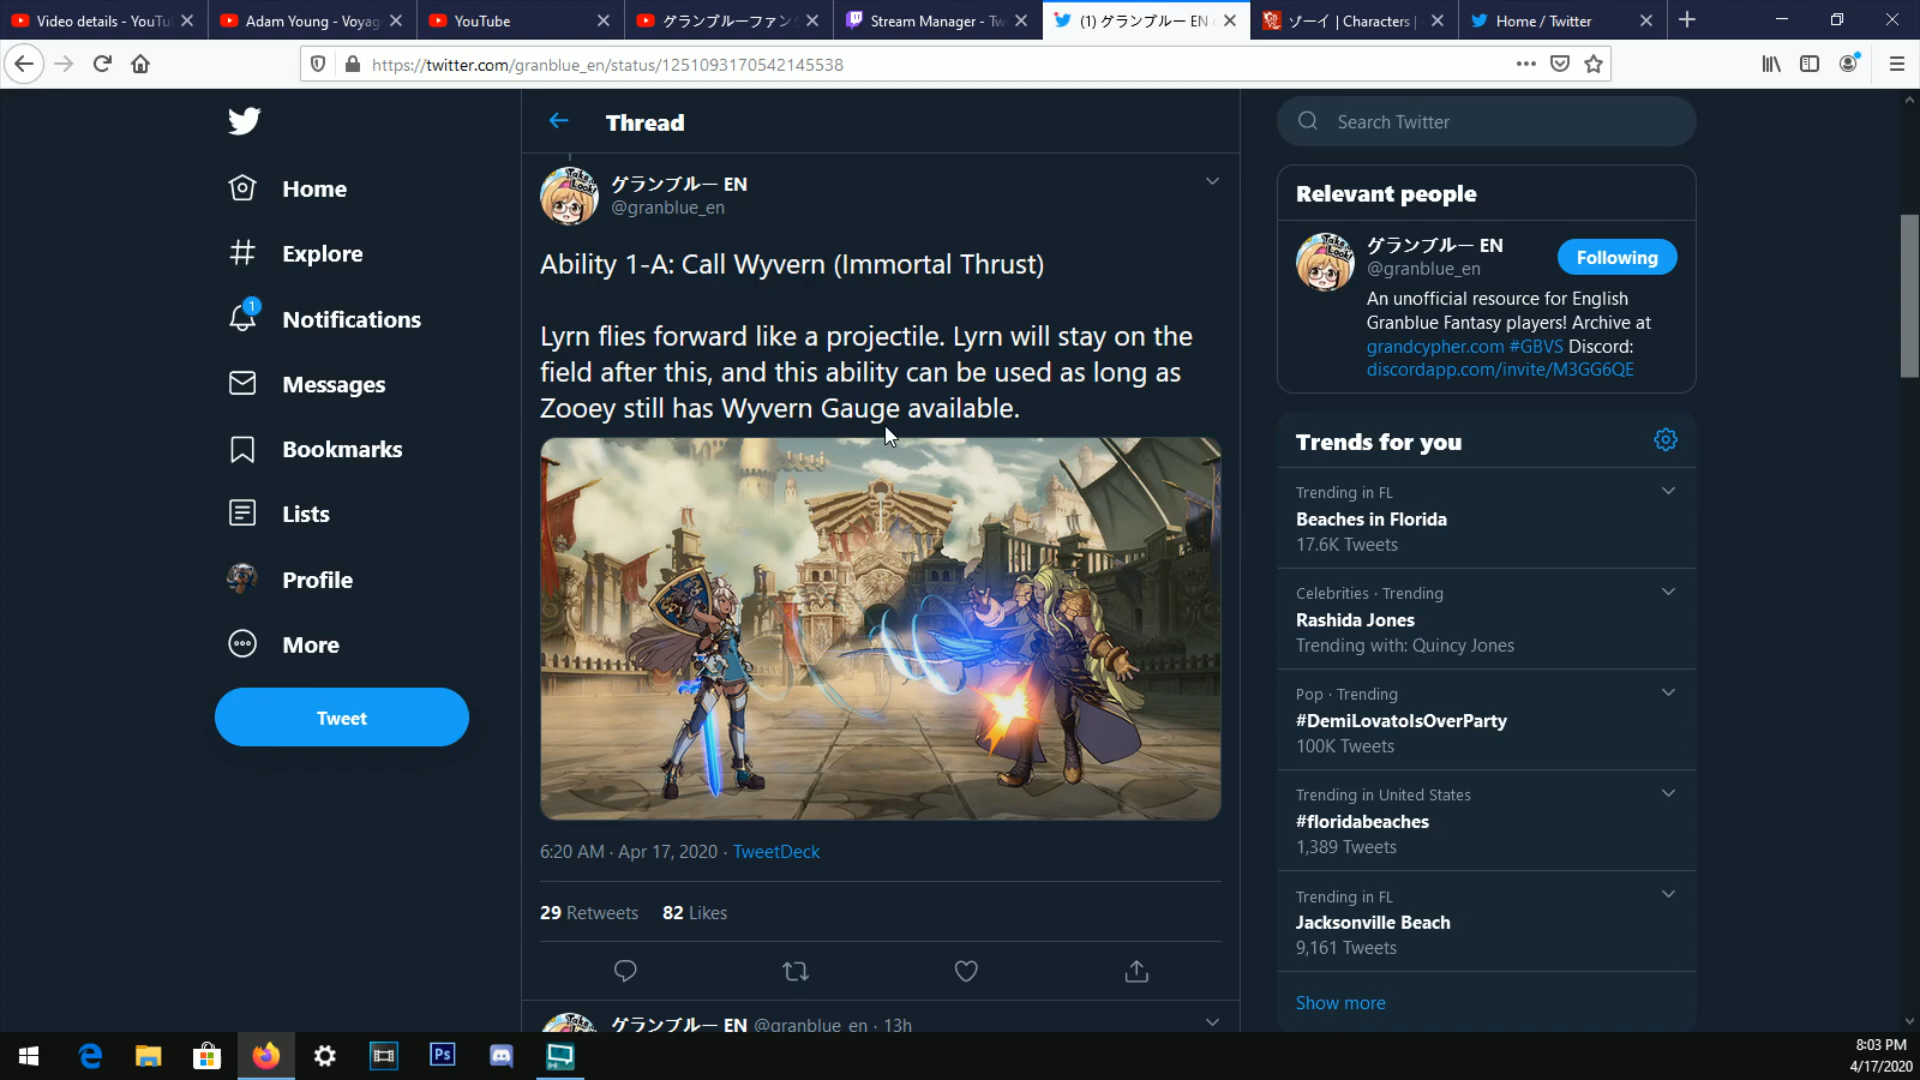 Video details - YouTu
Adam Young - Voyag
YouTube
グランブルーファン
Stream Manager - Tw
(1) グランブルー EN
ゾーイ | Characters |
Home / Twitter
https://twitter.com/granblue_en/status/1251093170542145538
Home
Explore
1
Notifications
Messages
Bookmarks
Lists
Profile
More
Tweet
Thread
グランブルー EN
@granblue_en
Ability 1-A: Call Wyvern (Immortal Thrust)
Lyrn flies forward like a projectile. Lyrn will stay on the
field after this, and this ability can be used as long as
Zooey still has Wyvern Gauge available.
6:20 AM · Apr 17, 2020 · TweetDeck
29 Retweets 82 Likes
グランブルー EN @granblue_en · 13h
Search Twitter
Relevant people
グランブルー EN
@granblue_en
Following
An unofficial resource for English
Granblue Fantasy players! Archive at
grandcypher.com #GBVS Discord:
discordapp.com/invite/M3GG6QE
Trends for you
Trending in FL
Beaches in Florida
17.6K Tweets
Celebrities · Trending
Rashida Jones
Trending with: Quincy Jones
Pop · Trending
#DemiLovatoIsOverParty
100K Tweets
Trending in United States
#floridabeaches
1,389 Tweets
Trending in FL
Jacksonville Beach
9,161 Tweets
Show more
Ps
8:03 PM
4/17/2020